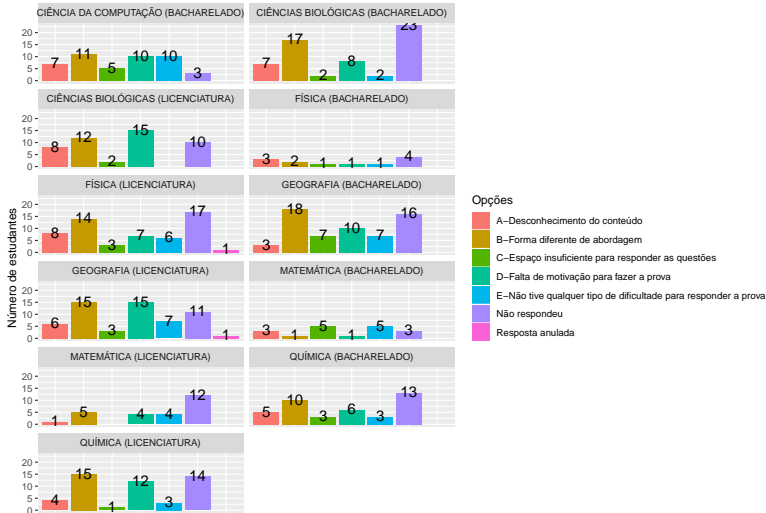 CIÊNCIA DA COMPUTAÇÃO (BACHARELADO)
7 11 5 10 10 3
CIÊNCIAS BIOLÓGICAS (BACHARELADO)
7 17 2 8 2 23
20
15
10
5
0
CIÊNCIAS BIOLÓGICAS (LICENCIATURA)
8 12 2 15 10
FÍSICA (BACHARELADO)
3 2 1 1 1 4
20
15
10
5
0
FÍSICA (LICENCIATURA)
8 14 3 7 6 17 1
GEOGRAFIA (BACHARELADO)
3 18 7 10 7 16
20
15
10
5
0
GEOGRAFIA (LICENCIATURA)
6 15 3 15 7 11 1
MATEMÁTICA (BACHARELADO)
3 1 5 1 5 3
20
15
10
5
0
MATEMÁTICA (LICENCIATURA)
1 5 4 4 12
QUÍMICA (BACHARELADO)
5 10 3 6 3 13
20
15
10
5
0
QUÍMICA (LICENCIATURA)
4 15 1 12 3 14
20
15
10
5
0
Número de estudantes
Opções
A−Desconhecimento do conteúdo
B−Forma diferente de abordagem
C−Espaço insuficiente para responder as questões
D−Falta de motivação para fazer a prova
E−Não tive qualquer tipo de dificultade para responder a prova
Não respondeu
Resposta anulada